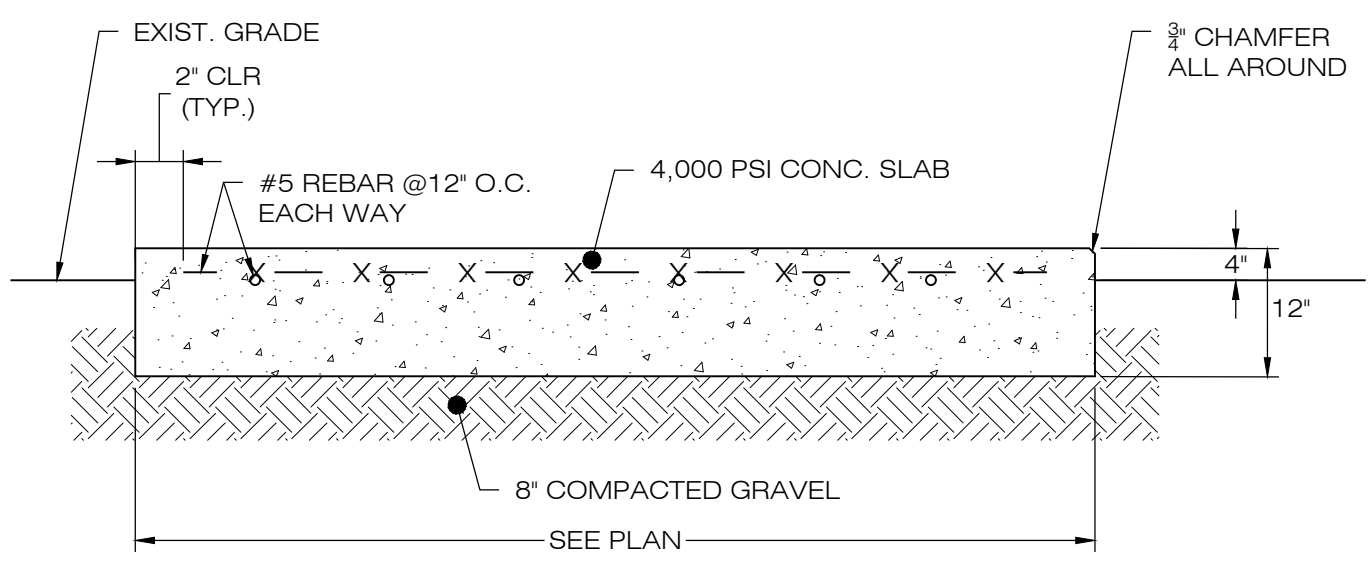 EXIST. GRADE
2" CLR
(TYP.)
#5 REBAR @12" O.C.
EACH WAY
4,000 PSI CONC. SLAB
¾" CHAMFER
ALL AROUND
X X X X X X X X
4"
12"
8" COMPACTED GRAVEL
SEE PLAN